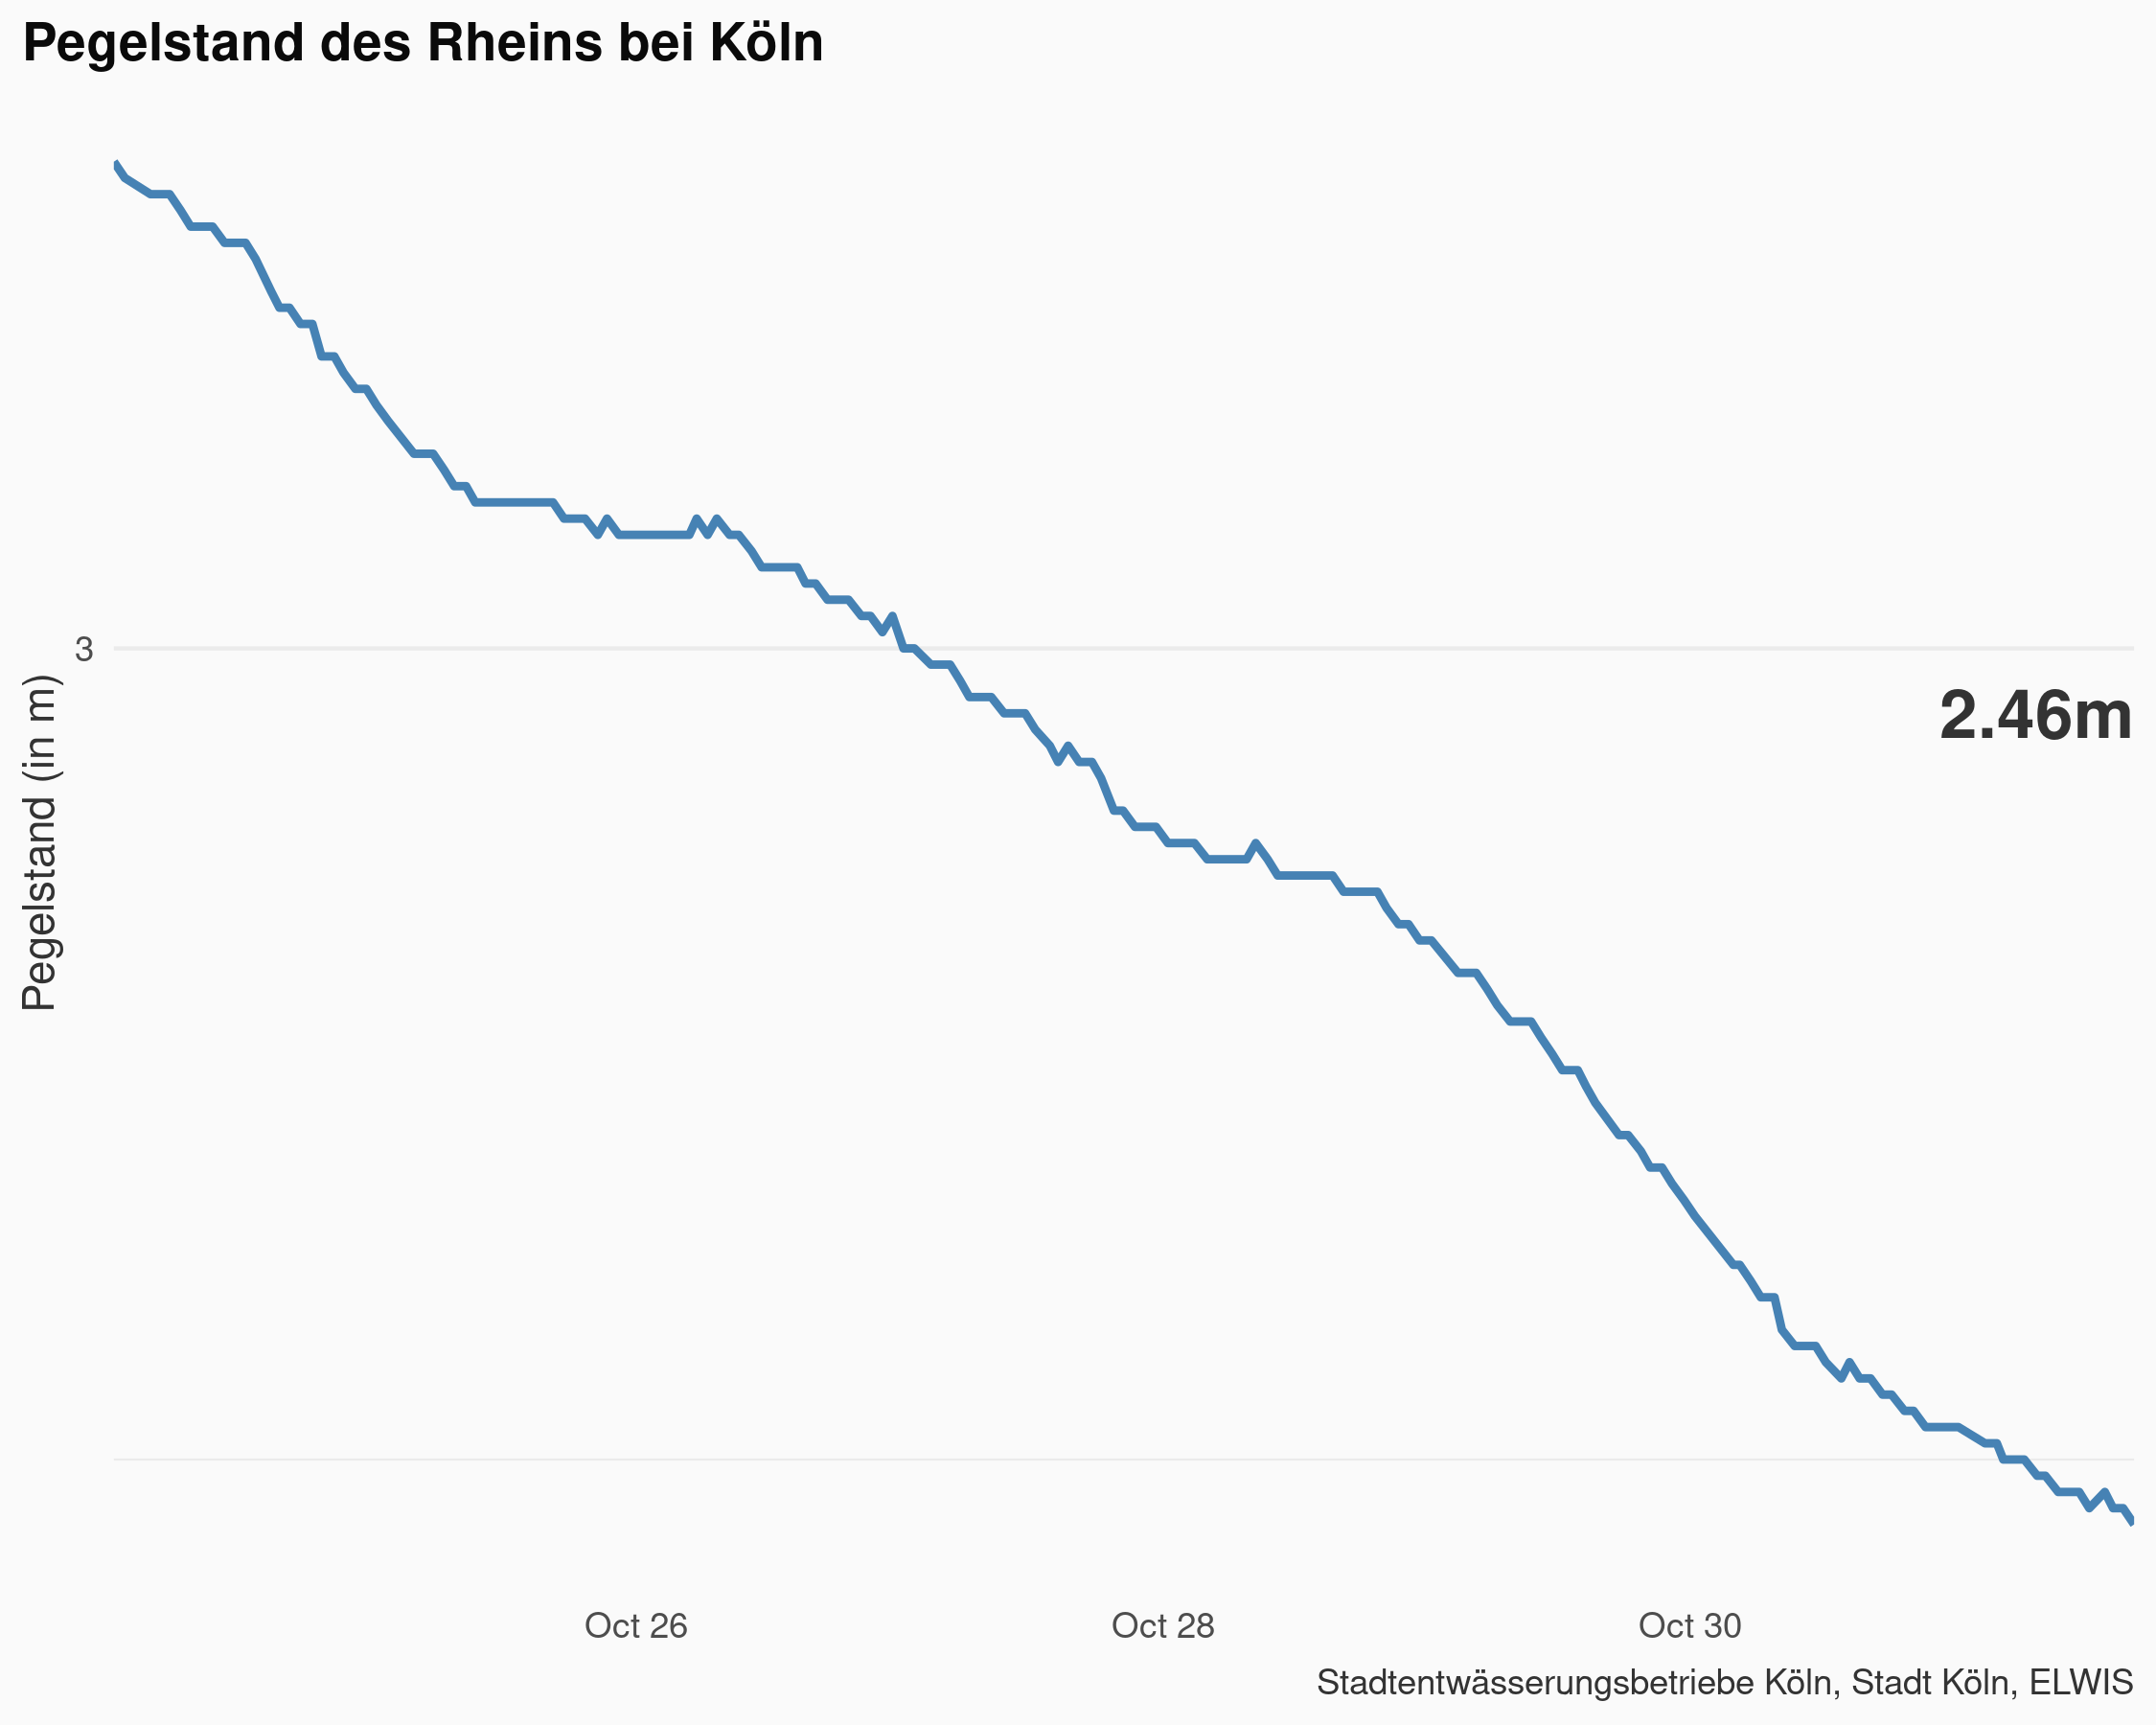 Pegelstand des Rheins bei Köln
Pegelstand (in m)
3
2.46m
Oct 26
Oct 28
Oct 30
Stadtentwässerungsbetriebe Köln, Stadt Köln, ELWIS